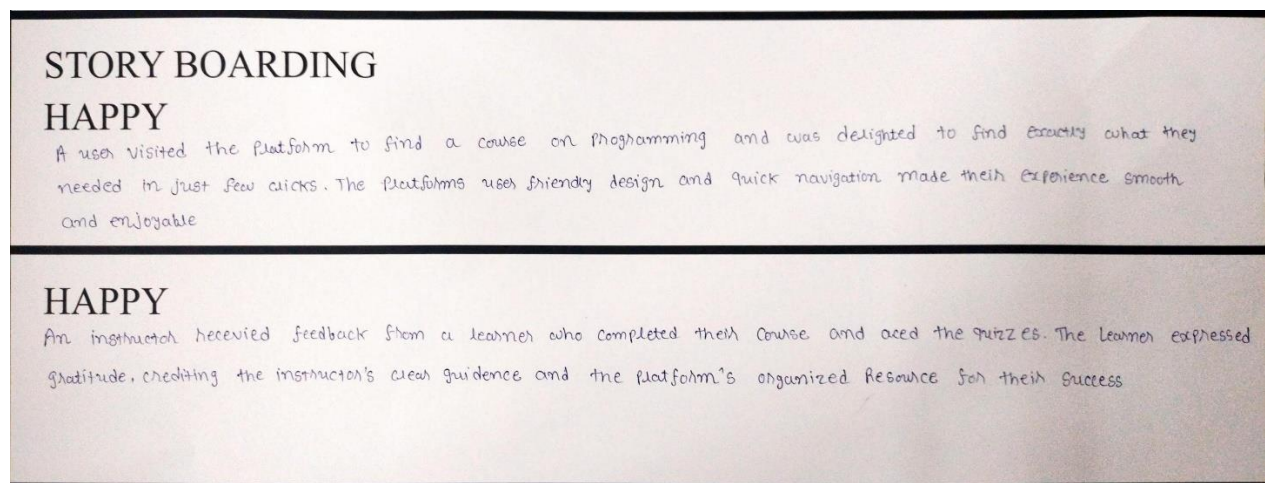 STORY BOARDING
HAPPY
A user visited the platform to find a course on programming and was delighted to find exactly what they
needed in just few clicks. The platforms user friendly design and quick navigation made their experience smooth
and enjoyable
HAPPY
An instructor recevied feedback from a learner who completed their course and aced the quizzes. The learner expressed
gratitude, crediting the instructor's clear guidence and the platform's organized Resource for their success